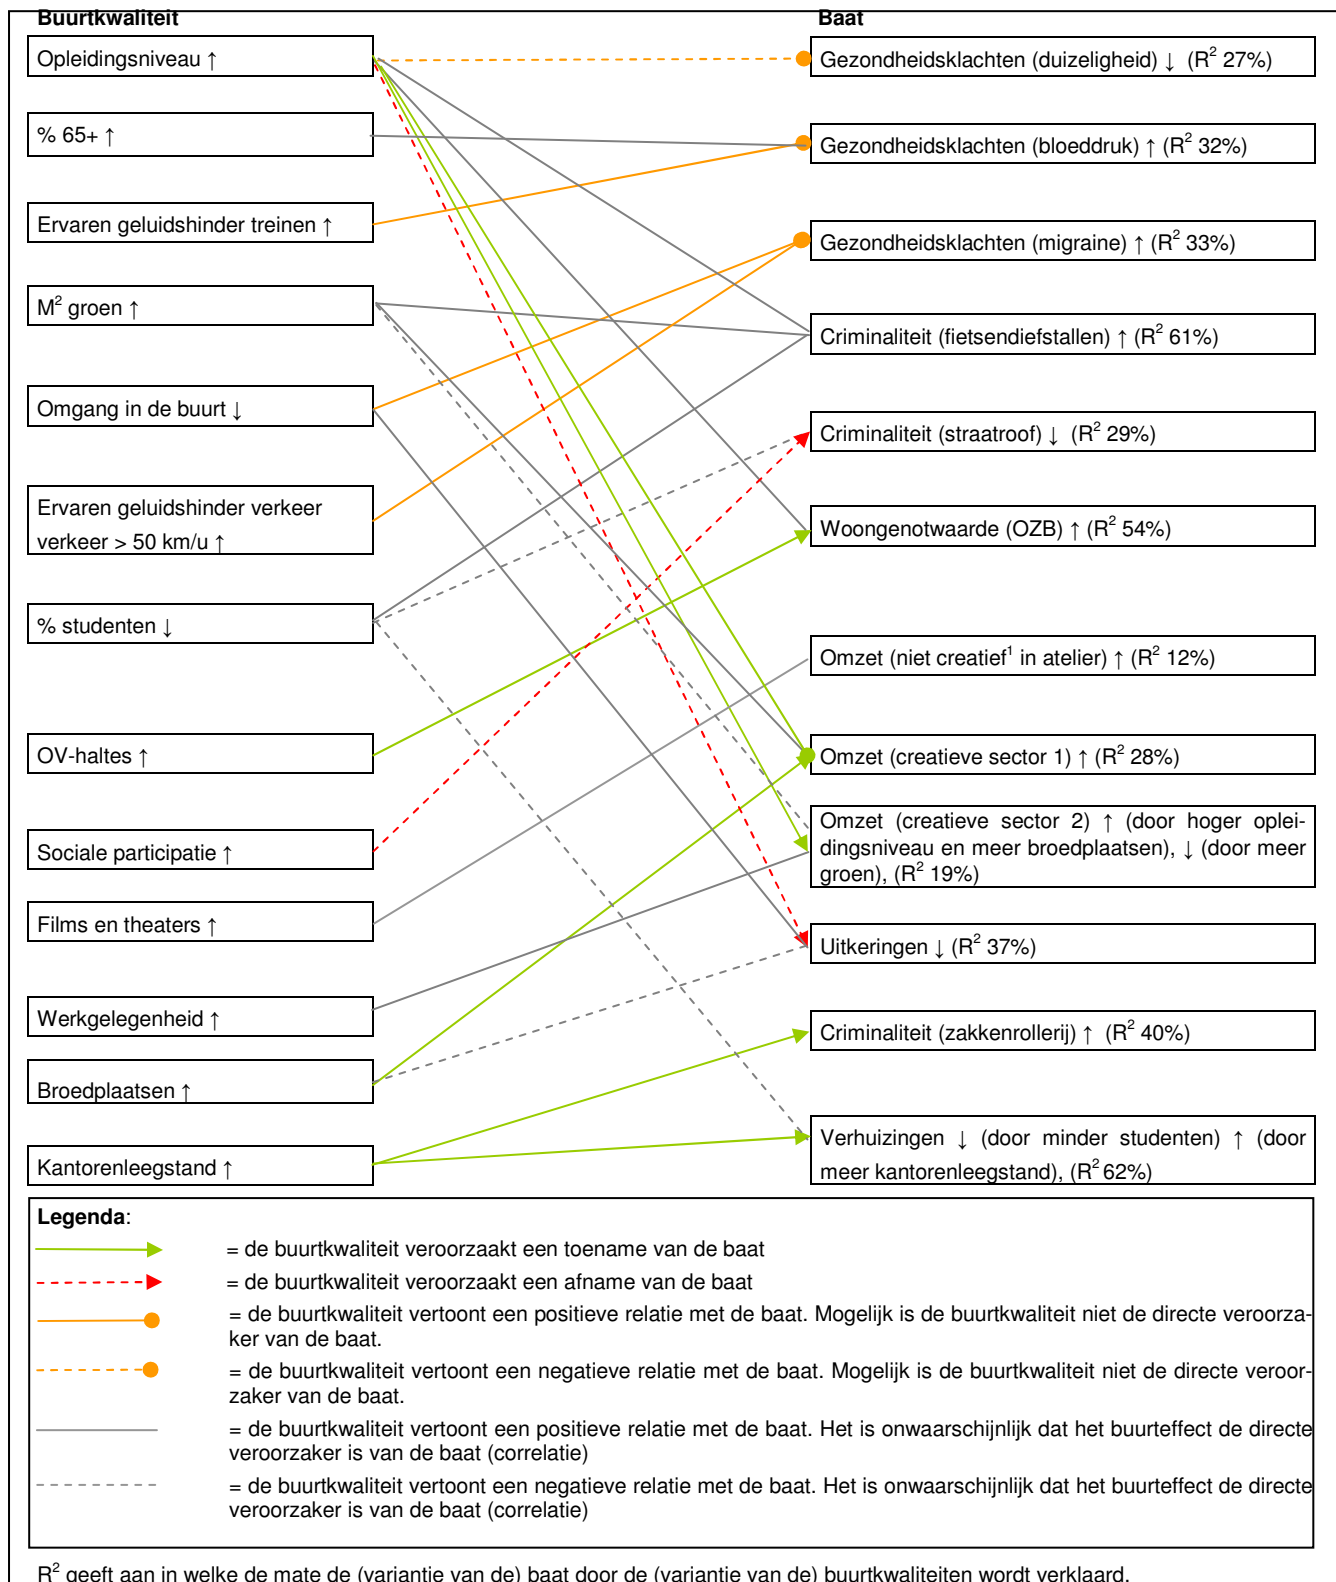 Buurtkwaliteit
Baat
Opleidingsniveau ↑
Gezondheidsklachten (duizeligheid) ↓ (R² 27%)
% 65+ ↑
Gezondheidsklachten (bloeddruk) ↑ (R² 32%)
Ervaren geluidshinder treinen ↑
Gezondheidsklachten (migraine) ↑ (R² 33%)
M² groen ↑
Criminaliteit (fietsendiefstallen) ↑ (R² 61%)
Omgang in de buurt ↓
Criminaliteit (straatroof) ↓ (R² 29%)
Ervaren geluidshinder verkeer
verkeer > 50 km/u ↑
Woongenotwaarde (OZB) ↑ (R² 54%)
% studenten ↓
Omzet (niet creatief¹ in atelier) ↑ (R² 12%)
OV-haltes ↑
Omzet (creatieve sector 1) ↑ (R² 28%)
Sociale participatie ↑
Omzet (creatieve sector 2) ↑ (door hoger oplei-
dingsniveau en meer broedplaatsen), ↓ (door meer
groen), (R² 19%)
Films en theaters ↑
Uitkeringen ↓ (R² 37%)
Werkgelegenheid ↑
Criminaliteit (zakkenrollerij) ↑ (R² 40%)
Broedplaatsen ↑
Verhuizingen ↓ (door minder studenten) ↑ (door
meer kantorenleegstand), (R² 62%)
Kantorenleegstand ↑
Legenda:
= de buurtkwaliteit veroorzaakt een toename van de baat
= de buurtkwaliteit veroorzaakt een afname van de baat
= de buurtkwaliteit vertoont een positieve relatie met de baat. Mogelijk is de buurtkwaliteit niet de directe veroorza-
ker van de baat.
= de buurtkwaliteit vertoont een negatieve relatie met de baat. Mogelijk is de buurtkwaliteit niet de directe veroor-
zaker van de baat.
= de buurtkwaliteit vertoont een positieve relatie met de baat. Het is onwaarschijnlijk dat het buurteffect de directe
veroorzaker is van de baat (correlatie)
= de buurtkwaliteit vertoont een negatieve relatie met de baat. Het is onwaarschijnlijk dat het buurteffect de directe
veroorzaker is van de baat (correlatie)
R² geeft aan in welke de mate de (variantie van de) baat door de (variantie van de) buurtkwaliteiten wordt verklaard.